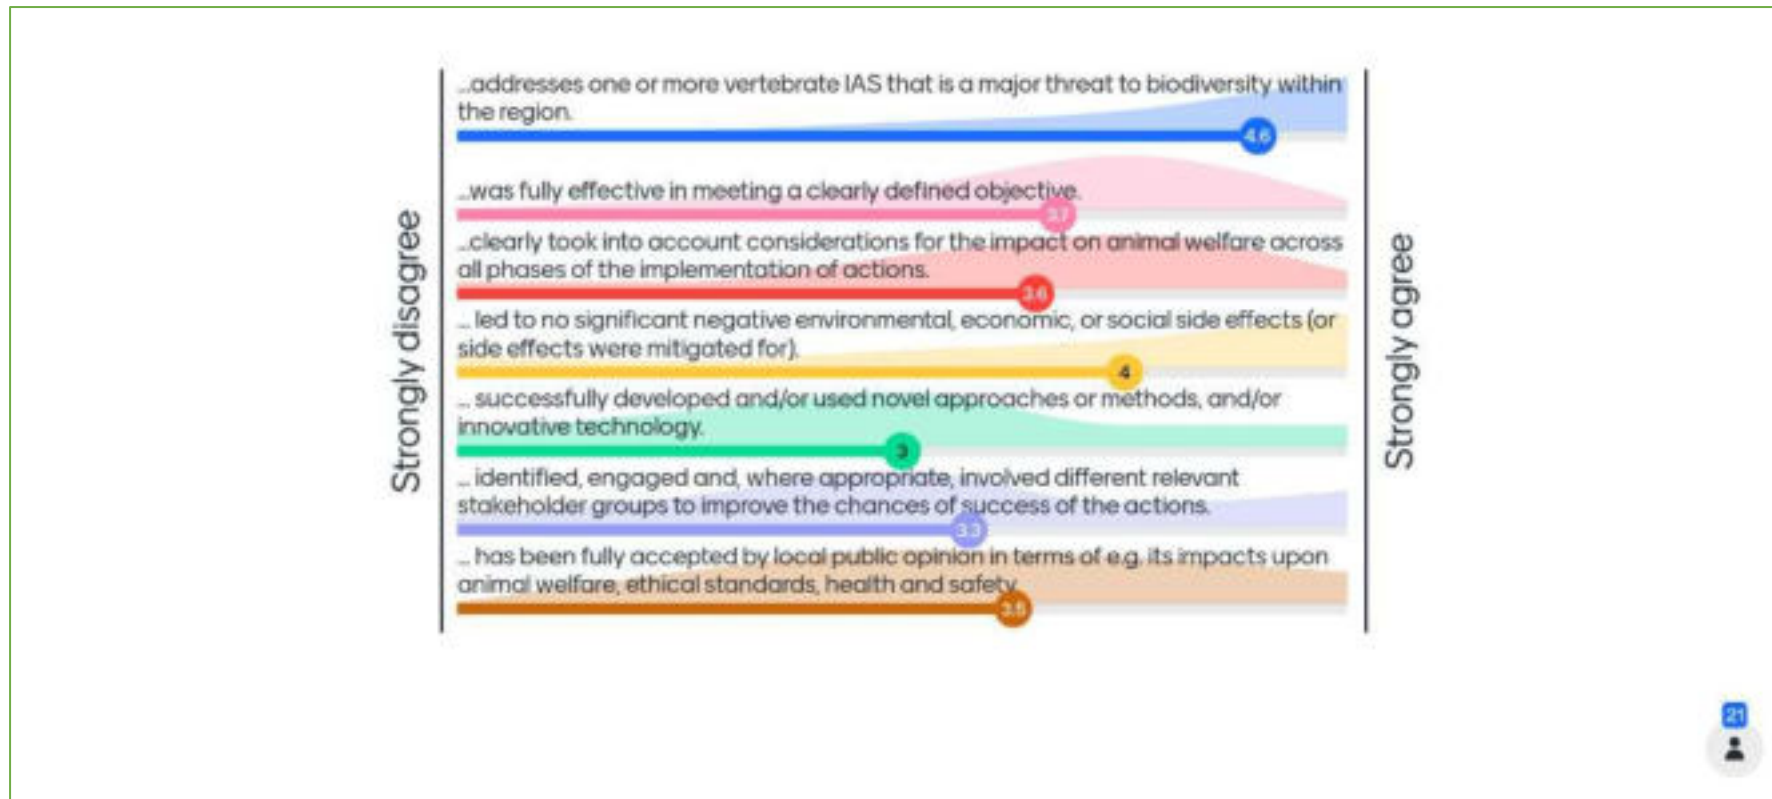 Strongly disagree
...addresses one or more vertebrate IAS that is a major threat to biodiversity within
the region.
4.6
...was fully effective in meeting a clearly defined objective.
3.7
...clearly took into account considerations for the impact on animal welfare across
all phases of the implementation of actions.
3.6
... led to no significant negative environmental, economic, or social side effects (or
side effects were mitigated for).
4
... successfully developed and/or used novel approaches or methods, and/or
innovative technology.
3
... identified, engaged and, where appropriate, involved different relevant
stakeholder groups to improve the chances of success of the actions.
3.3
... has been fully accepted by local public opinion in terms of e.g. its impacts upon
animal welfare, ethical standards, health and safety.
3.5
Strongly agree
21